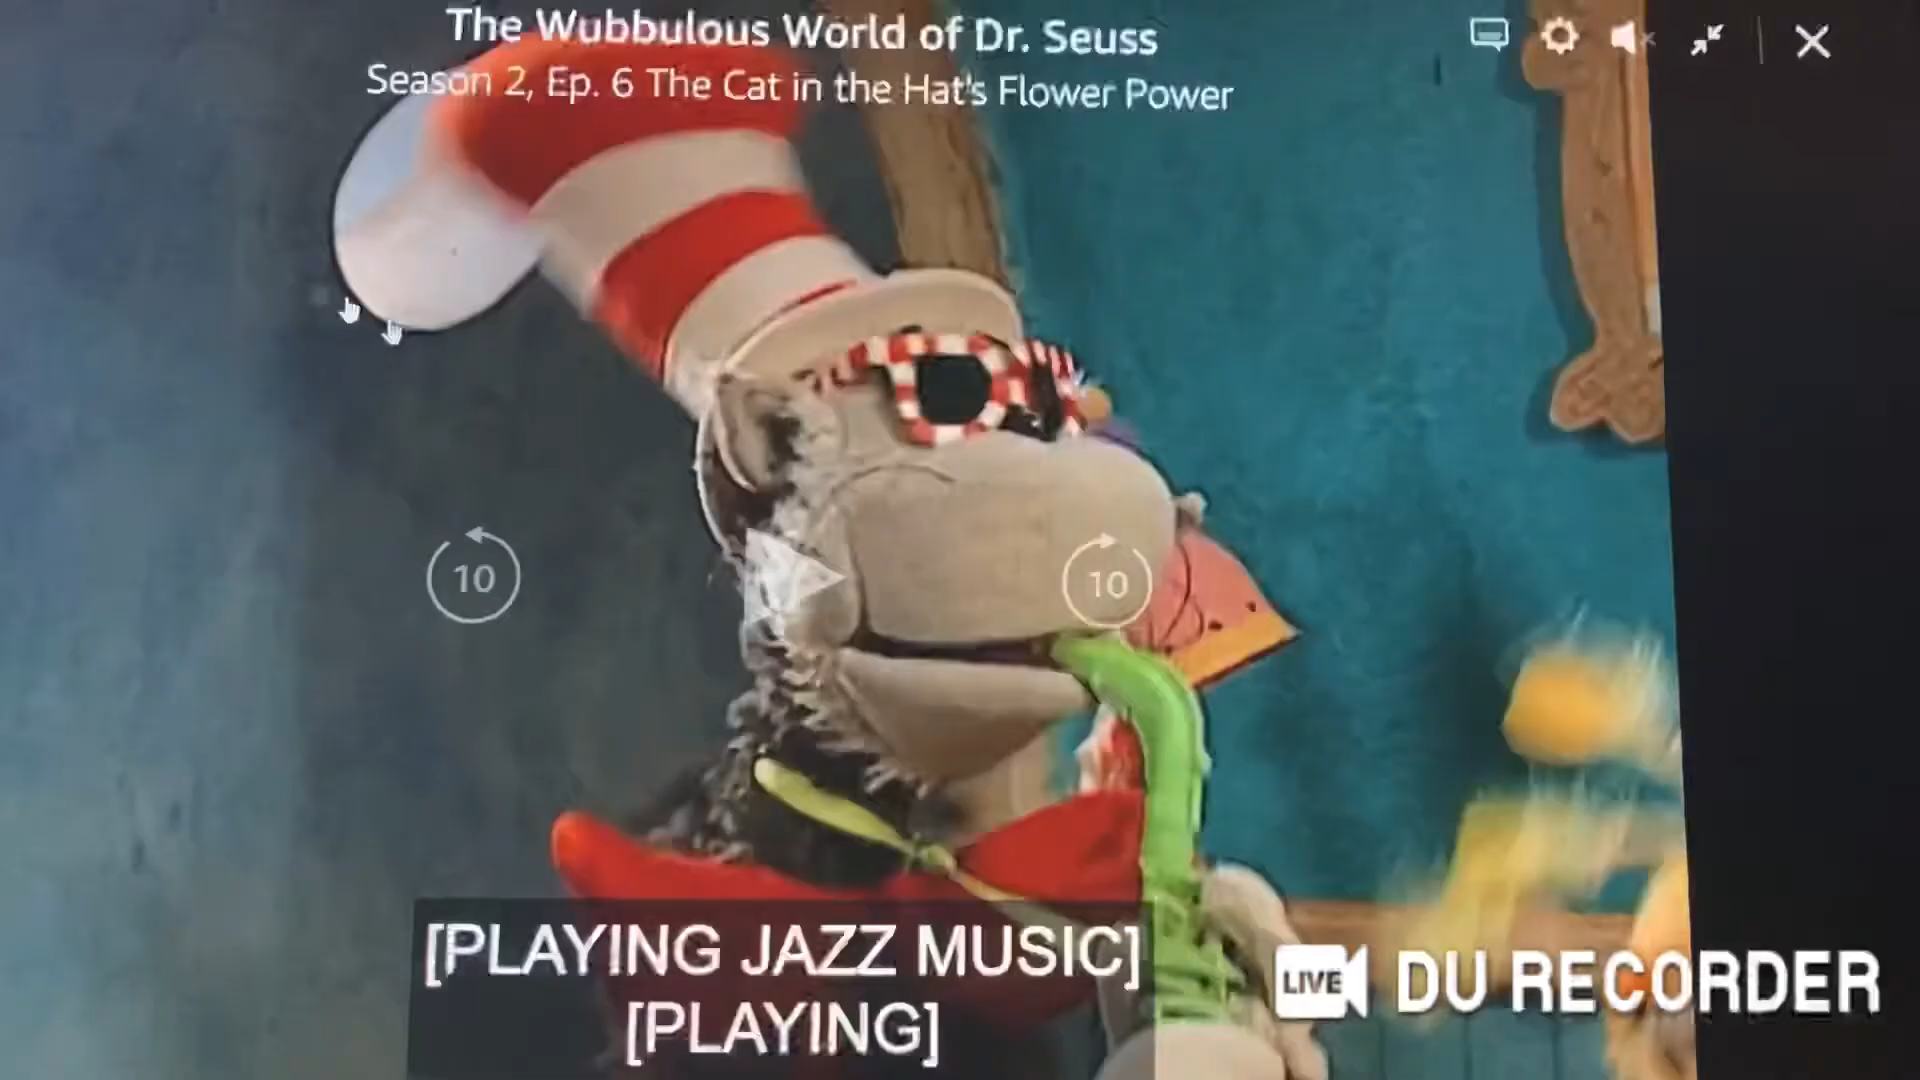 The Wubbulous World of Dr. Seuss
Season 2, Ep. 6 The Cat in the Hat's Flower Power
10
10
[PLAYING JAZZ MUSIC]
[PLAYING]
LIVE DU RECORDER